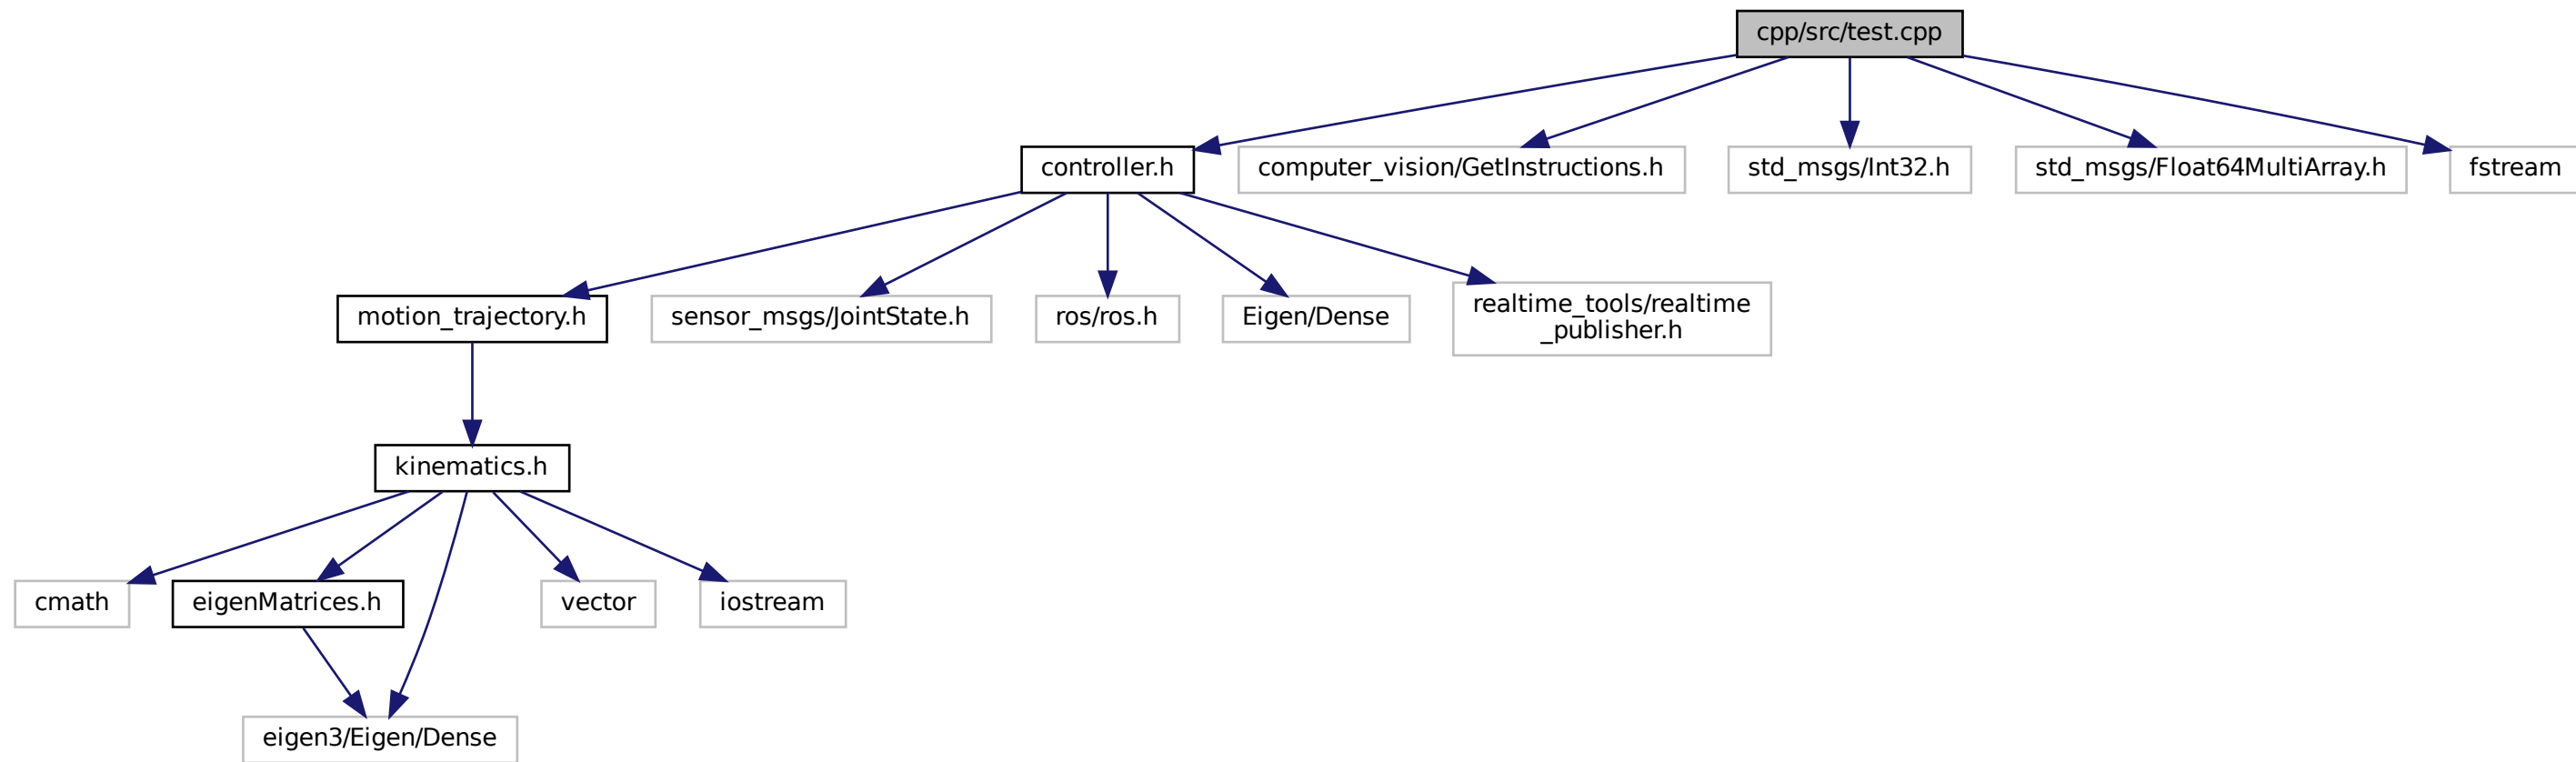 cpp/src/test.cpp
controller.h
computer_vision/GetInstructions.h
std_msgs/Int32.h
std_msgs/Float64MultiArray.h
fstream
motion_trajectory.h
sensor_msgs/JointState.h
ros/ros.h
Eigen/Dense
realtime_tools/realtime
_publisher.h
kinematics.h
cmath
eigenMatrices.h
vector
iostream
eigen3/Eigen/Dense